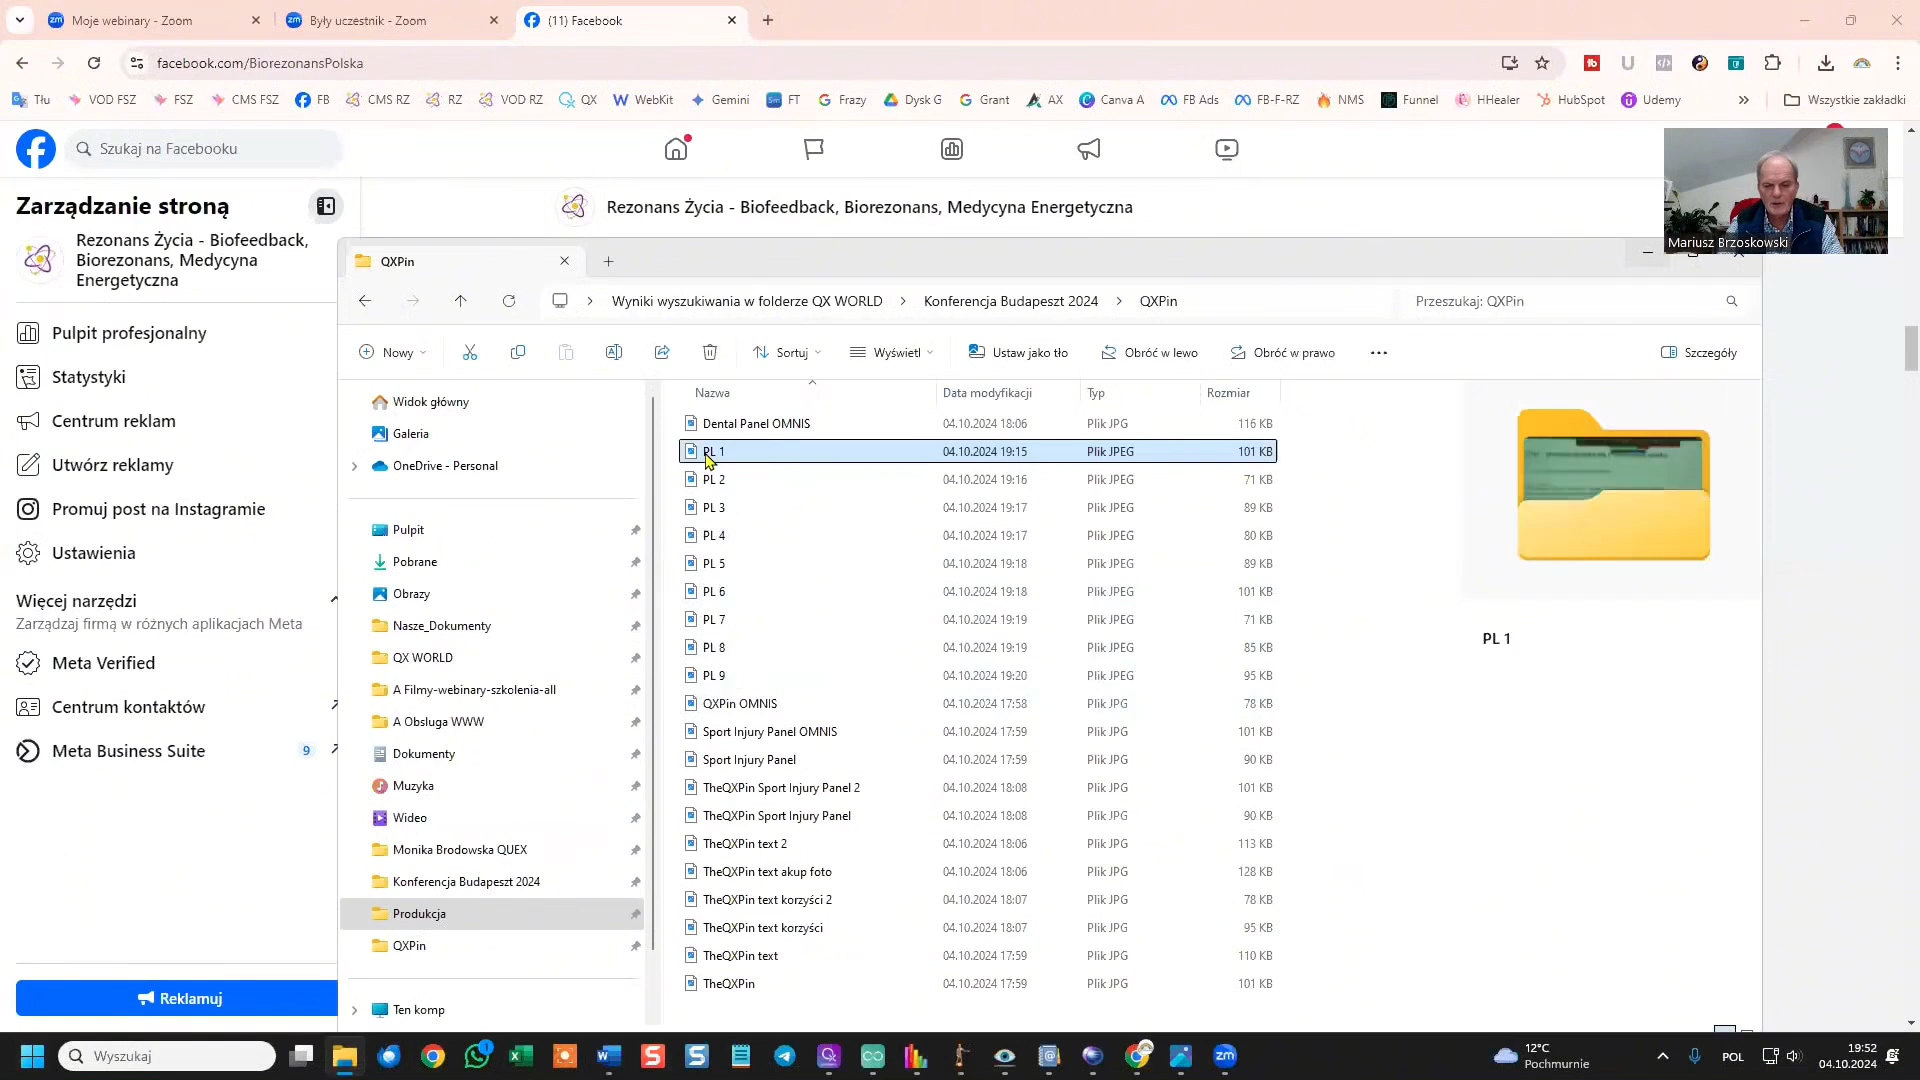 Moje webinary - Zoom
Były uczestnik - Zoom
(11) Facebook
facebook.com/BiorezonansPolska
Tłu
VOD FSZ
FSZ
CMS FSZ
FB
CMS RZ
RZ
VOD RZ
QX
WebKit
Gemini
FT
Frazy
Dysk G
Grant
AX
Canva A
FB Ads
FB-F-RZ
NMS
Funnel
HHealer
HubSpot
Udemy
Wszystkie zakładki
Szukaj na Facebooku
Mariusz Brzoskowski
Zarządzanie stroną
Rezonans Życia - Biofeedback,
Biorezonans, Medycyna
Energetyczna
Pulpit profesjonalny
Statystyki
Centrum reklam
Utwórz reklamy
Promuj post na Instagramie
Ustawienia
Więcej narzędzi
Zarządzaj firmą w różnych aplikacjach Meta
Meta Verified
Centrum kontaktów
Meta Business Suite 9
Reklamuj
Rezonans Życia - Biofeedback, Biorezonans, Medycyna Energetyczna
QXPin
Wyniki wyszukiwania w folderze QX WORLD > Konferencja Budapeszt 2024 > QXPin
Przeszukaj: QXPin
Nowy
Sortuj
Wyświetl
Ustaw jako tło
Obróć w lewo
Obróć w prawo
Szczegóły
Widok główny
Galeria
OneDrive - Personal
Pulpit
Pobrane
Obrazy
Nasze_Dokumenty
QX WORLD
A Filmy-webinary-szkolenia-all
A Obsluga WWW
Dokumenty
Muzyka
Wideo
Monika Brodowska QUEX
Konferencja Budapeszt 2024
Produkcja
QXPin
Ten komp
Nazwa Data modyfikacji Typ Rozmiar
Dental Panel OMNIS 04.10.2024 18:06 Plik JPG 116 KB
PL 1 04.10.2024 19:15 Plik JPEG 101 KB
PL 2 04.10.2024 19:16 Plik JPEG 71 KB
PL 3 04.10.2024 19:17 Plik JPEG 89 KB
PL 4 04.10.2024 19:17 Plik JPEG 80 KB
PL 5 04.10.2024 19:18 Plik JPEG 89 KB
PL 6 04.10.2024 19:18 Plik JPEG 101 KB
PL 7 04.10.2024 19:19 Plik JPEG 71 KB
PL 8 04.10.2024 19:19 Plik JPEG 85 KB
PL 9 04.10.2024 19:20 Plik JPEG 95 KB
QXPin OMNIS 04.10.2024 17:58 Plik JPG 78 KB
Sport Injury Panel OMNIS 04.10.2024 17:59 Plik JPG 101 KB
Sport Injury Panel 04.10.2024 17:59 Plik JPG 90 KB
TheQXPin Sport Injury Panel 2 04.10.2024 18:08 Plik JPG 101 KB
TheQXPin Sport Injury Panel 04.10.2024 18:08 Plik JPG 90 KB
TheQXPin text 2 04.10.2024 18:06 Plik JPG 113 KB
TheQXPin text akup foto 04.10.2024 18:06 Plik JPG 128 KB
TheQXPin text korzyści 2 04.10.2024 18:07 Plik JPG 78 KB
TheQXPin text korzyści 04.10.2024 18:07 Plik JPG 95 KB
TheQXPin text 04.10.2024 17:59 Plik JPG 110 KB
TheQXPin 04.10.2024 17:59 Plik JPG 101 KB
PL 1
Wyszukaj
12°C
Pochmurnie
POL
19:52
04.10.2024